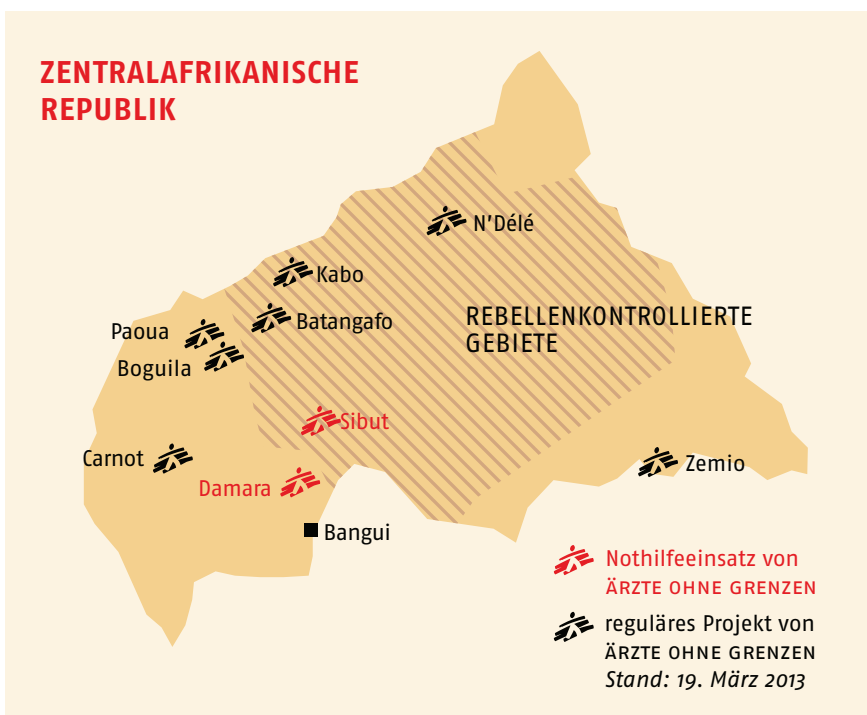 ZENTRALAFRIKANISCHE
REPUBLIK
N'Délé
Kabo
Batangafo
REBELLENKONTROLLIERTE
GEBIETE
Paoua
Boguila
Sibut
Carnot
Zemio
Damara
Bangui
Nothilfeeinsatz von
ÄRZTE OHNE GRENZEN
reguläres Projekt von
ÄRZTE OHNE GRENZEN
Stand: 19. März 2013